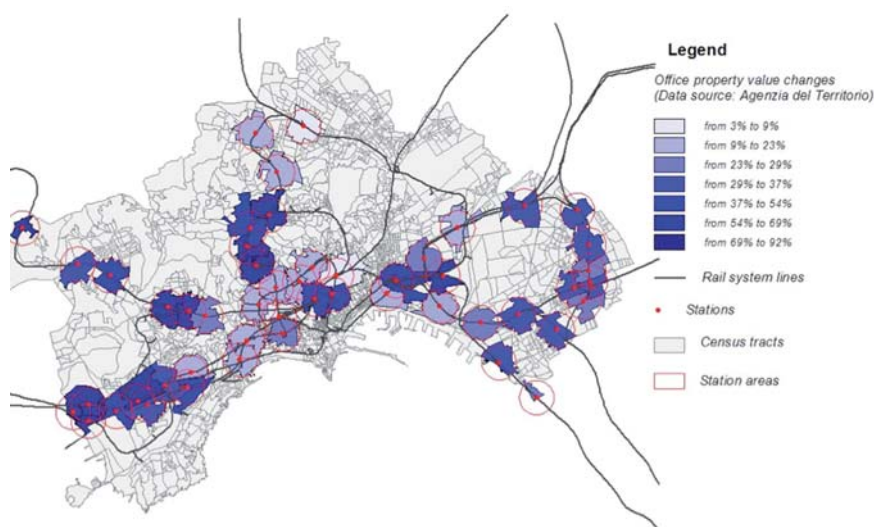 Legend
Office property value changes
(Data source: Agenzia del Territorio)
from 3% to 9%
from 9% to 23%
from 23% to 29%
from 29% to 37%
from 37% to 54%
from 54% to 69%
from 69% to 92%
Rail system lines
Stations
Census tracts
Station areas